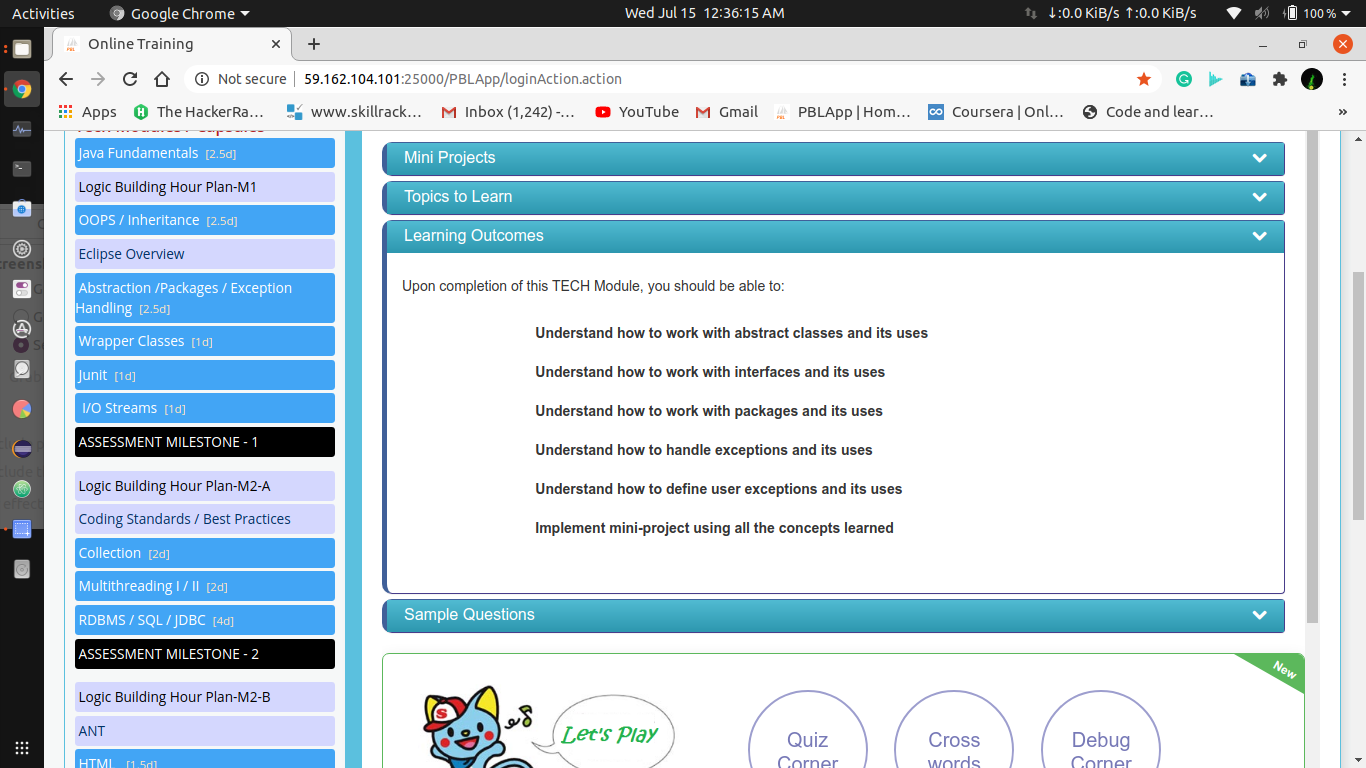 Activities
Google Chrome
Wed Jul 15 12:36:15 AM
↓:0.0 KiB/s ↑:0.0 KiB/s
100 %
Online Training
Not secure
59.162.104.101:25000/PBLApp/loginAction.action
Apps
The HackerRa...
www.skillrack...
Inbox (1,242) -...
YouTube
Gmail
PBLApp | Hom...
Coursera | Onl...
Code and lear...
»
Java Fundamentals [2.5d]
Logic Building Hour Plan-M1
OOPS / Inheritance [2.5d]
Eclipse Overview
Abstraction /Packages / Exception
Handling [2.5d]
Wrapper Classes [1d]
Junit [1d]
I/O Streams [1d]
ASSESSMENT MILESTONE - 1
Logic Building Hour Plan-M2-A
Coding Standards / Best Practices
Collection [2d]
Multithreading I / II [2d]
RDBMS / SQL / JDBC [4d]
ASSESSMENT MILESTONE - 2
Logic Building Hour Plan-M2-B
ANT
HTML [1.5d]
Mini Projects
Topics to Learn
Learning Outcomes
Upon completion of this TECH Module, you should be able to:
Understand how to work with abstract classes and its uses
Understand how to work with interfaces and its uses
Understand how to work with packages and its uses
Understand how to handle exceptions and its uses
Understand how to define user exceptions and its uses
Implement mini-project using all the concepts learned
Sample Questions
New
S
Let's Play
Quiz
Corner
Cross
words
Debug
Corner